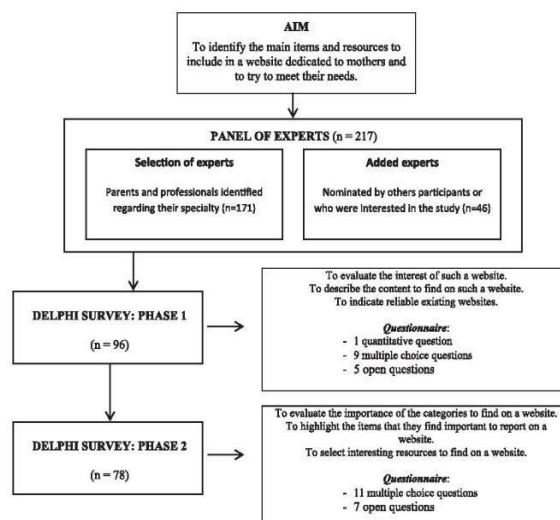 AIM
To identify the main items and resources to
include in a website dedicated to mothers and
to try to meet their needs.
PANEL OF EXPERTS (n = 217)
Selection of experts
Parents and professionals identified
regarding their specialty (n=171)
Added experts
Nominated by others participants or
who were interested in the study (n=46)
DELPHI SURVEY: PHASE 1
(n = 96)
To evaluate the interest of such a website.
To describe the content to find on such a website.
To indicate reliable existing websites.
Questionnaire:
- 1 quantitative question
- 9 multiple choice questions
- 5 open questions
DELPHI SURVEY: PHASE 2
(n = 78)
To evaluate the importance of the categories to find on a website.
To highlight the items that they find important to report on a
website.
To select interesting resources to find on a website.
Questionnaire:
- 11 multiple choice questions
- 7 open questions